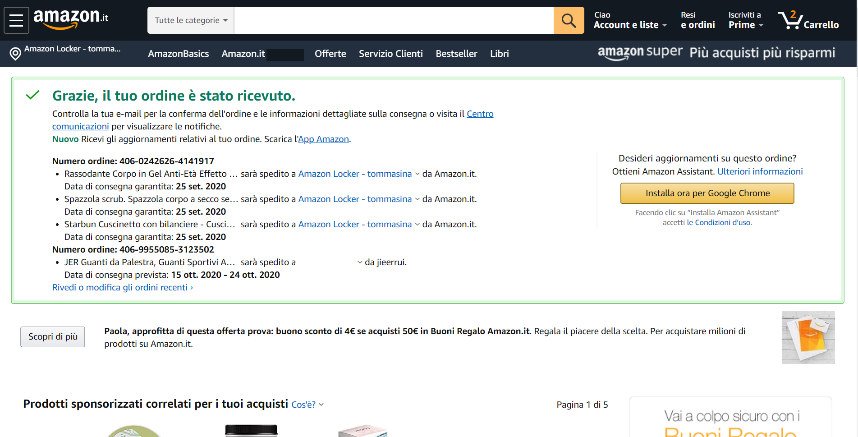 amazon.it
Tutte le categorie
Ciao
Account e liste
Resi
e ordini
Iscriviti a
Prime
2
Carrello
Amazon Locker - tomma...
AmazonBasics
Amazon.it
Offerte
Servizio Clienti
Bestseller
Libri
amazon super Più acquisti più risparmi
Grazie, il tuo ordine è stato ricevuto.
Controlla la tua e-mail per la conferma dell'ordine e le informazioni dettagliate sulla consegna o visita il Centro
comunicazioni per visualizzare le notifiche.
Nuovo Ricevi gli aggiornamenti relativi al tuo ordine. Scarica l'App Amazon.
Numero ordine: 406-0242626-4141917
Rassodante Corpo in Gel Anti-Età Effetto ... sarà spedito a Amazon Locker - tommasina da Amazon.it.
Data di consegna garantita: 25 set. 2020
Spazzola scrub. Spazzola corpo a secco se... sarà spedito a Amazon Locker - tommasina da Amazon.it.
Data di consegna garantita: 25 set. 2020
Starbun Cuscinetto con bilanciere - Cusci... sarà spedito a Amazon Locker - tommasina da Amazon.it.
Data di consegna garantita: 25 set. 2020
Numero ordine: 406-9955085-3123502
JER Guanti da Palestra, Guanti Sportivi A... sarà spedito a da jieerrui.
Data di consegna prevista: 15 ott. 2020 - 24 ott. 2020
Rivedi o modifica gli ordini recenti ›
Desideri aggiornamenti su questo ordine?
Ottieni Amazon Assistant. Ulteriori informazioni
Installa ora per Google Chrome
Facendo clic su "Installa Amazon Assistant"
accetti le Condizioni d'uso.
Scopri di più
Paola, approfitta di questa offerta prova: buono sconto di 4€ se acquisti 50€ in Buoni Regalo Amazon.it. Regala il piacere della scelta. Per acquistare milioni di
prodotti su Amazon.it.
Prodotti sponsorizzati correlati per i tuoi acquisti Cos'è?
Pagina 1 di 5
Vai a colpo sicuro con i
Buoni Regalo